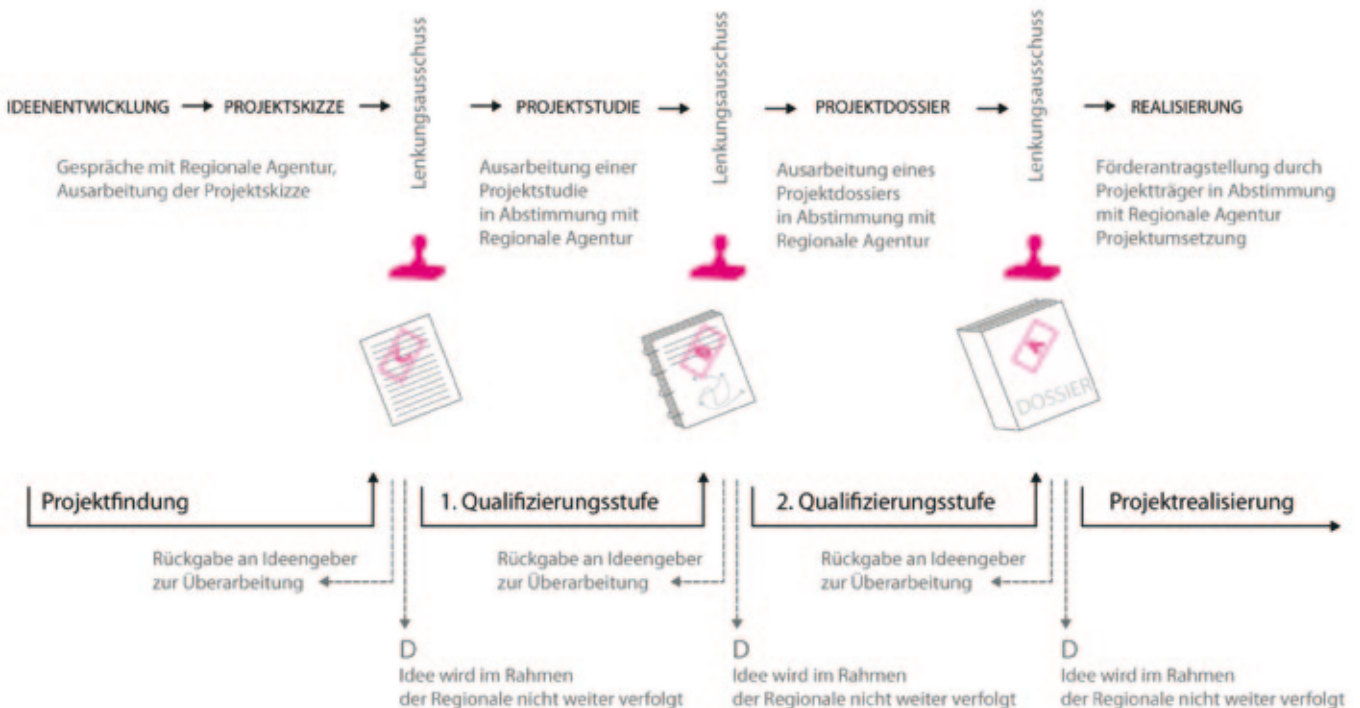 IDEENENTWICKLUNG
PROJEKTSKIZZE
Lenkungsausschuss
PROJEKTSTUDIE
Lenkungsausschuss
PROJEKTDOSSIER
Lenkungsausschuss
REALISIERUNG
Gespräche mit Regionale Agentur,
Ausarbeitung der Projektskizze
Ausarbeitung einer
Projektstudie
in Abstimmung mit
Regionale Agentur
Ausarbeitung eines
Projektdossiers
in Abstimmung mit
Regionale Agentur
Förderantragstellung durch
Projektträger in Abstimmung
mit Regionale Agentur
Projektumsetzung
DOSSIER
Projektfindung
1. Qualifizierungsstufe
2. Qualifizierungsstufe
Projektrealisierung
Rückgabe an Ideengeber
zur Überarbeitung
Rückgabe an Ideengeber
zur Überarbeitung
Rückgabe an Ideengeber
zur Überarbeitung
D
Idee wird im Rahmen
der Regionale nicht weiter verfolgt
D
Idee wird im Rahmen
der Regionale nicht weiter verfolgt
D
Idee wird im Rahmen
der Regionale nicht weiter verfolgt